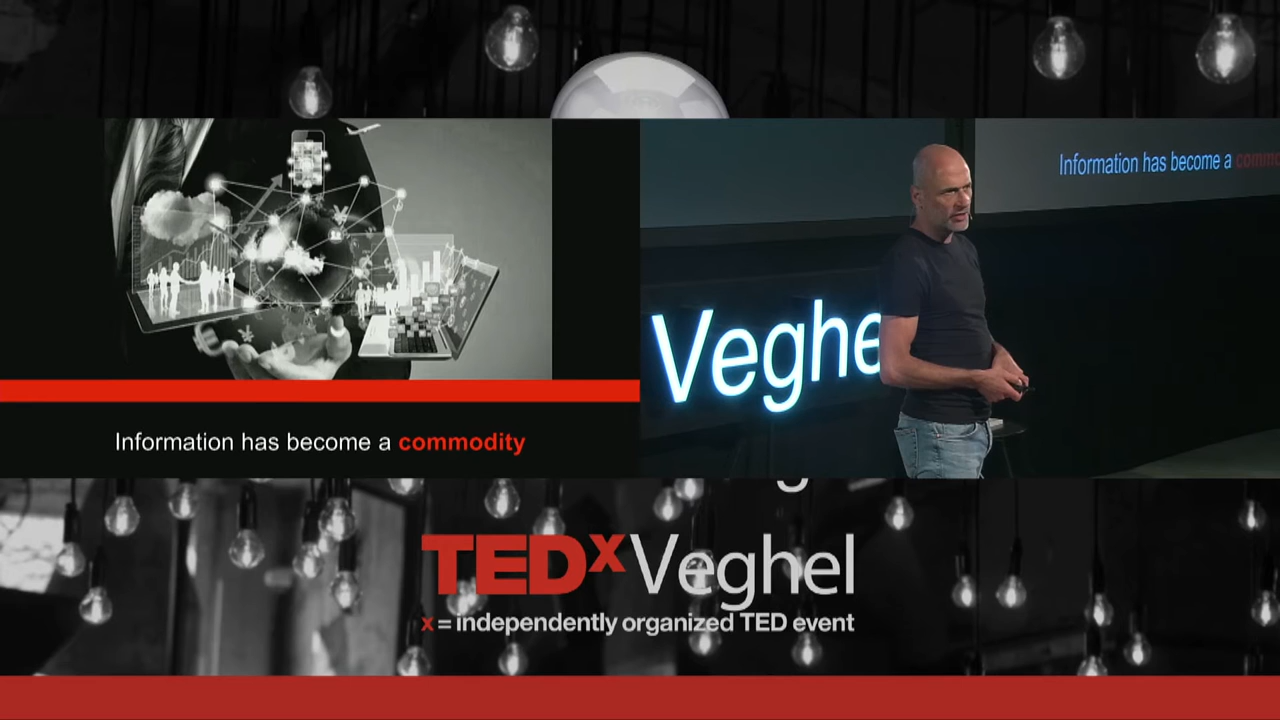 Information has become a commodity
Information has become a
Veghe
TEDxVeghel
x = independently organized TED event